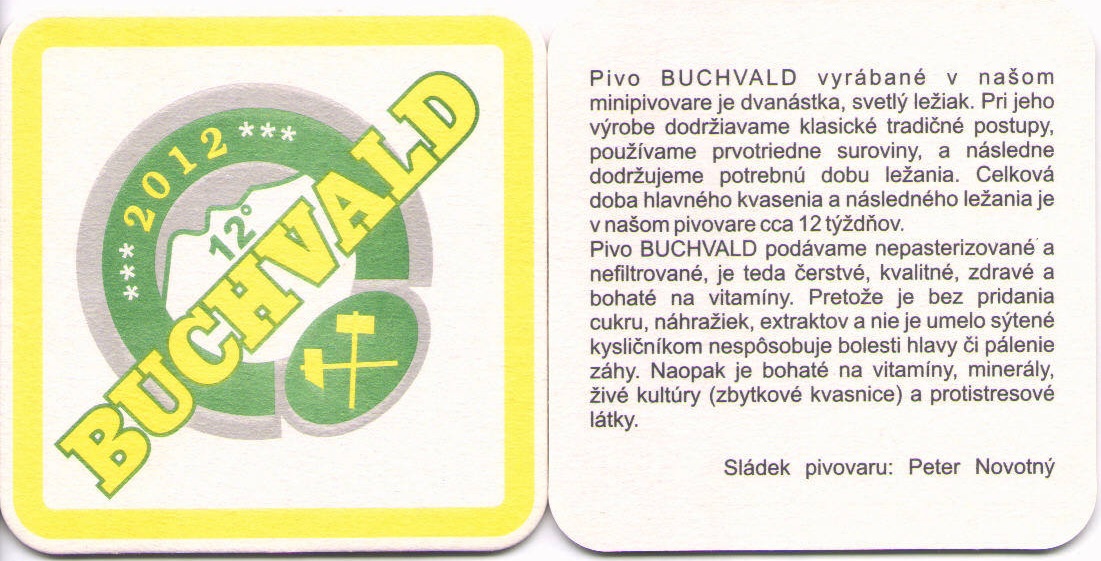 *** 2012 ***
12°
BUCHVALD
Pivo BUCHVALD vyrábané v našom
minipivovare je dvanástka, svetlý ležiak. Pri jeho
výrobe dodržiavame klasické tradičné postupy,
používame prvotriedne suroviny, a následne
dodržujeme potrebnú dobu ležania. Celková
doba hlavného kvasenia a následného ležania je
v našom pivovare cca 12 týždňov.
Pivo BUCHVALD podávame nepasterizované a
nefiltrované, je teda čerstvé, kvalitné, zdravé a
bohaté na vitamíny. Pretože je bez pridania
cukru, náhražiek, extraktov a nie je umelo sýtené
kysličníkom nespôsobuje bolesti hlavy či pálenie
záhy. Naopak je bohaté na vitamíny, minerály,
živé kultúry (zbytkové kvasnice) a protistresové
látky.
Sládek pivovaru: Peter Novotný